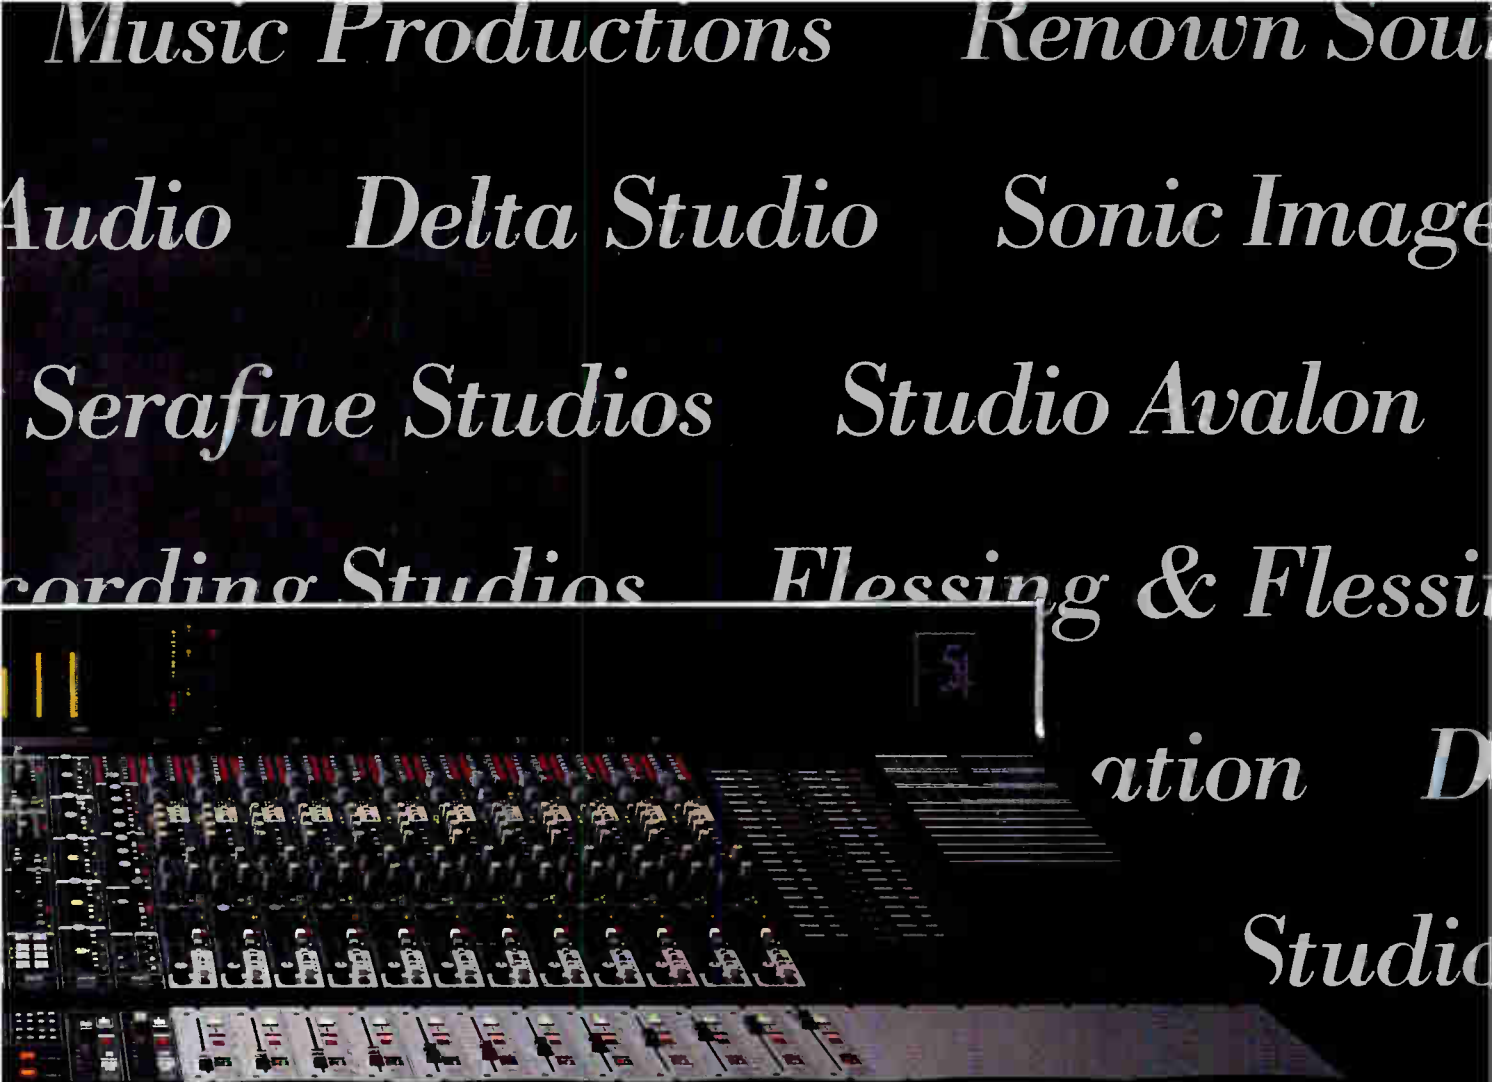 Music Productions Renown Sou
Audio Delta Studio Sonic Image
Serafine Studios Studio Avalon
cording Studios Flessing & Flessi
ation D
Studio